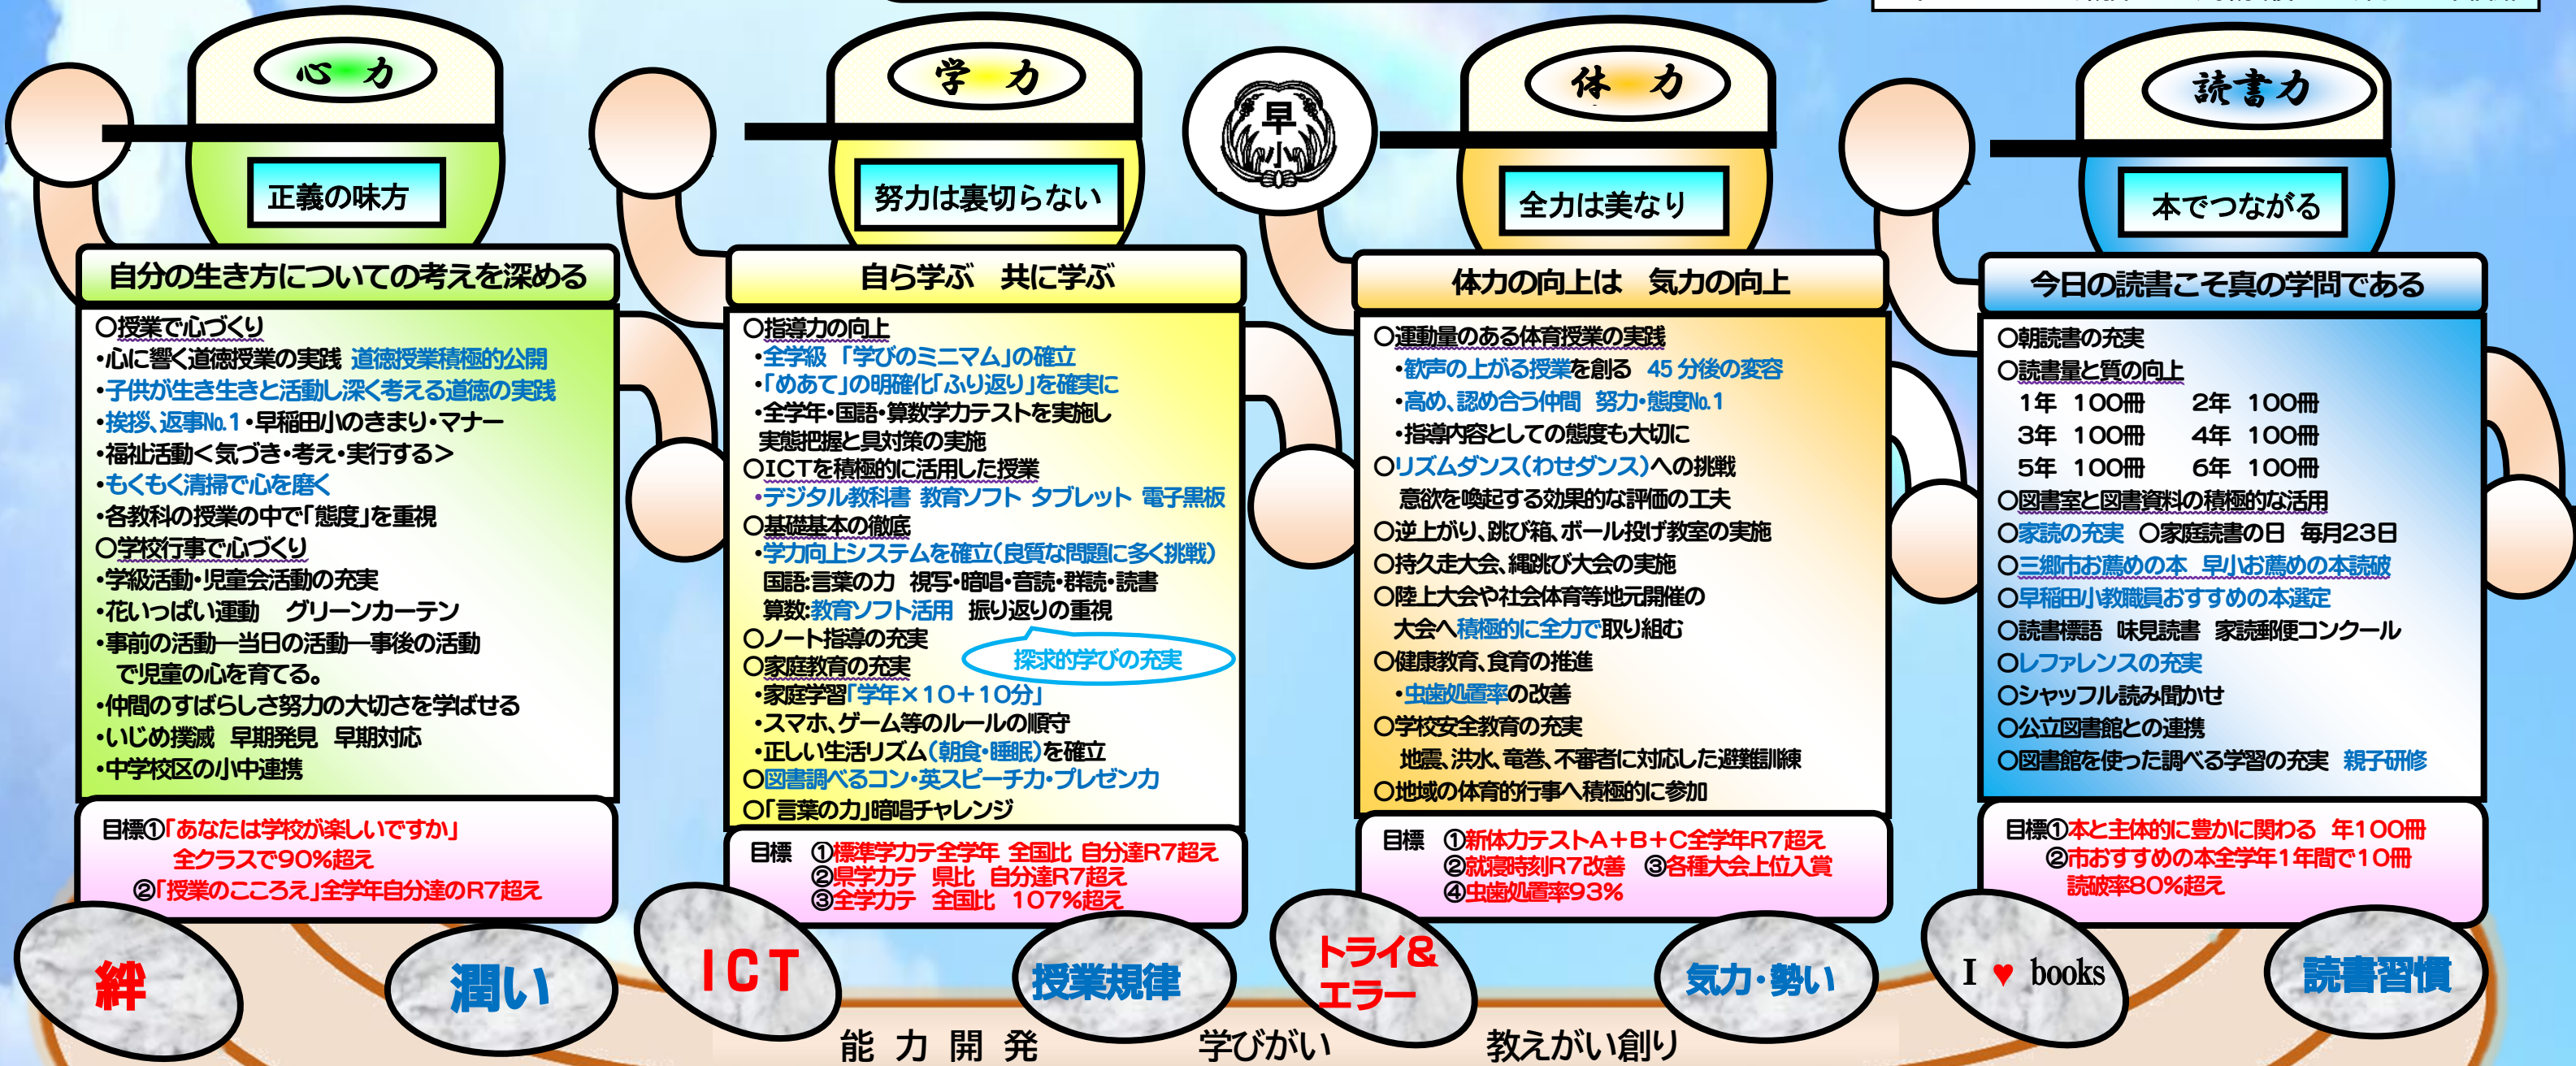 心 力
正義の味方
自分の生き方についての考えを深める
○授業で心づくり
・心に響く道徳授業の実践 道徳授業積極的公開
・子供が生き生きと活動し深く考える道徳の実践
・挨拶、返事№1・早稲田小のきまり・マナー
・福祉活動＜気づき・考え・実行する＞
・もくもく清掃で心を磨く
・各教科の授業の中で「態度」を重視
○学校行事で心づくり
・学級活動・児童会活動の充実
・花いっぱい運動　グリーンカーテン
・事前の活動―当日の活動―事後の活動
で児童の心を育てる。
・仲間のすばらしさ努力の大切さを学ばせる
・いじめ撲滅　早期発見　早期対応
・中学校区の小中連携
目標①「あなたは学校が楽しいですか」
全クラスで90％超え
②「授業のこころえ」全学年自分達のR7超え
絆
潤い
学 力
努力は裏切らない
自ら学ぶ　共に学ぶ
○指導力の向上
・全学級 「学びのミニマム」の確立
・「めあて」の明確化「ふり返り」を確実に
・全学年・国語・算数学力テストを実施し
実態把握と具対策の実施
○ICTを積極的に活用した授業
・デジタル教科書 教育ソフト タブレット 電子黒板
○基礎基本の徹底
・学力向上システムを確立（良質な問題に多く挑戦）
国語：言葉の力　視写・暗唱・音読・群読・読書
算数：教育ソフト活用　振り返りの重視
○ノート指導の充実
探求的学びの充実
○家庭教育の充実
・家庭学習「学年×10＋10分」
・スマホ、ゲーム等のルールの順守
・正しい生活リズム（朝食・睡眠）を確立
○図書調べるコン・英スピーチ力・プレゼン力
○「言葉の力」暗唱チャレンジ
目標　①標準学力テ全学年 全国比 自分達R7超え
②県学力テ　県比　自分達R7超え
③全学力テ　全国比　107％超え
ICT
授業規律
早
小
体 力
全力は美なり
体力の向上は　気力の向上
○運動量のある体育授業の実践
・歓声の上がる授業を創る　45分後の変容
・高め、認め合う仲間　努力・態度№1
・指導内容としての態度も大切に
○リズムダンス（わせダンス）への挑戦
意欲を喚起する効果的な評価の工夫
○逆上がり、跳び箱、ボール投げ教室の実施
○持久走大会、縄跳び大会の実施
○陸上大会や社会体育等地元開催の
大会へ積極的に全力で取り組む
○健康教育、食育の推進
・虫歯処置率の改善
○学校安全教育の充実
地震、洪水、竜巻、不審者に対応した避難訓練
○地域の体育的行事へ積極的に参加
目標　①新体力テストA＋B＋C全学年R7超え
②就寝時刻R7改善　③各種大会上位入賞
④虫歯処置率93％
トライ＆
エラー
気力・勢い
読書力
本でつながる
今日の読書こそ真の学問である
○朝読書の充実
○読書量と質の向上
1年　100冊　　2年　100冊
3年　100冊　　4年　100冊
5年　100冊　　6年　100冊
○図書室と図書資料の積極的な活用
○家読の充実　○家庭読書の日　毎月23日
○三郷市お薦めの本　早小お薦めの本読破
○早稲田小教職員おすすめの本選定
○読書標語　味見読書　家読郵便コンクール
○レファレンスの充実
○シャッフル読み聞かせ
○公立図書館との連携
○図書館を使った調べる学習の充実　親子研修
目標①本と主体的に豊かに関わる　年100冊
②市おすすめの本全学年1年間で10冊
読破率80％超え
I ♥ books
読書習慣
能力開発　学びがい　教えがい創り